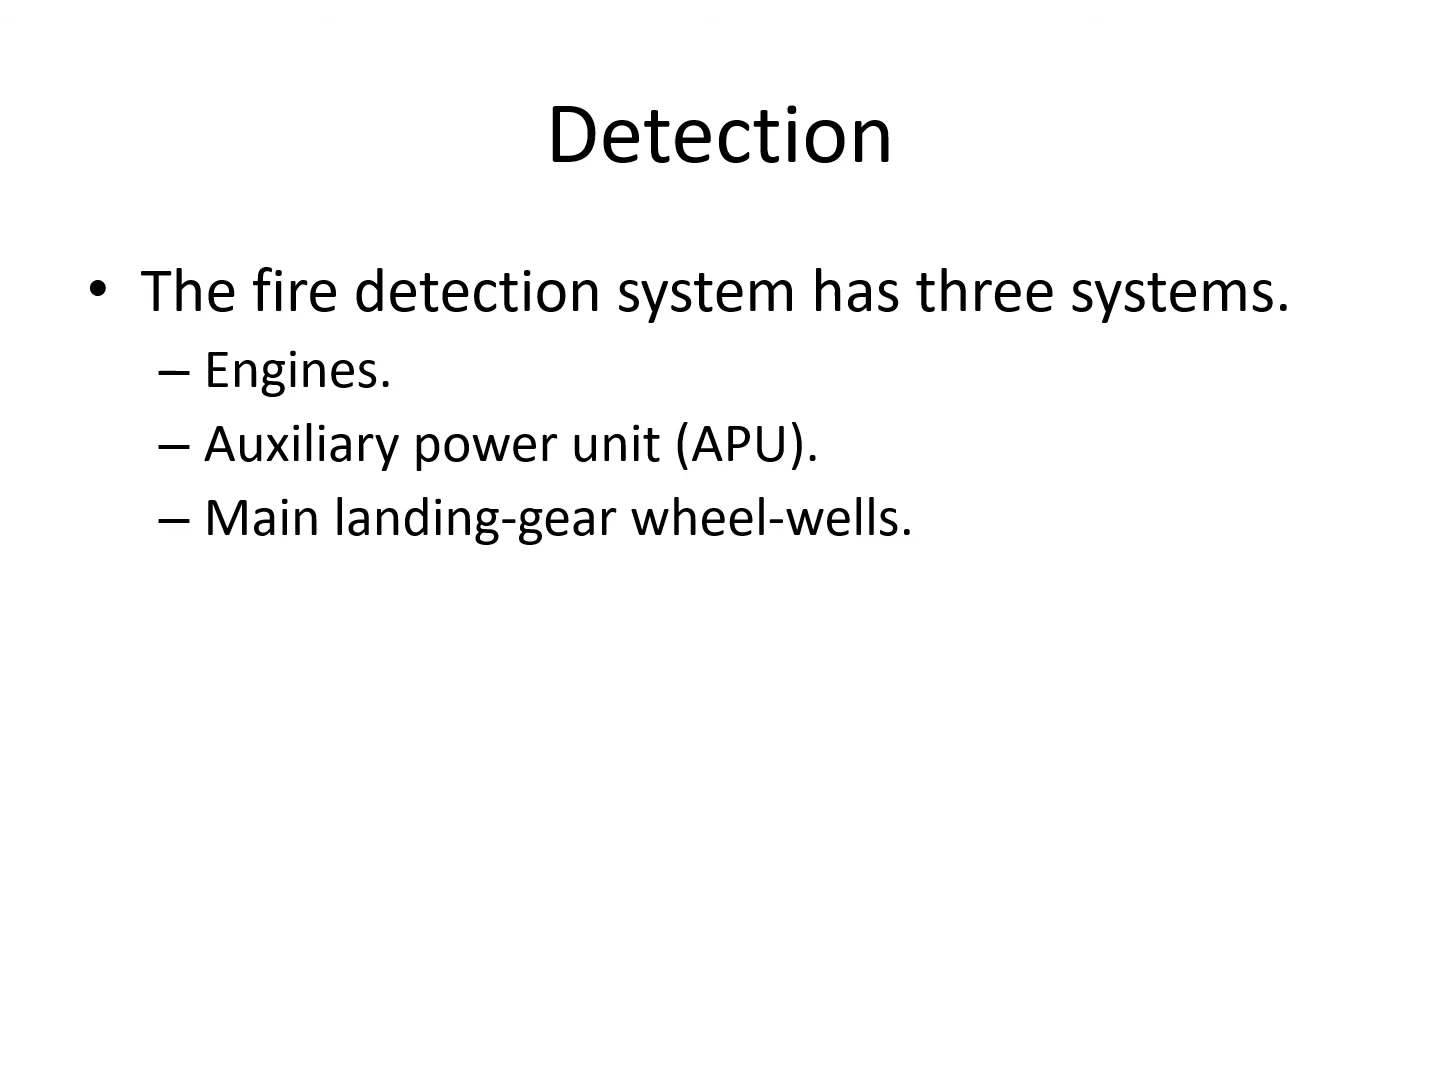 Detection
• The fire detection system has three systems.
– Engines.
– Auxiliary power unit (APU).
– Main landing-gear wheel-wells.